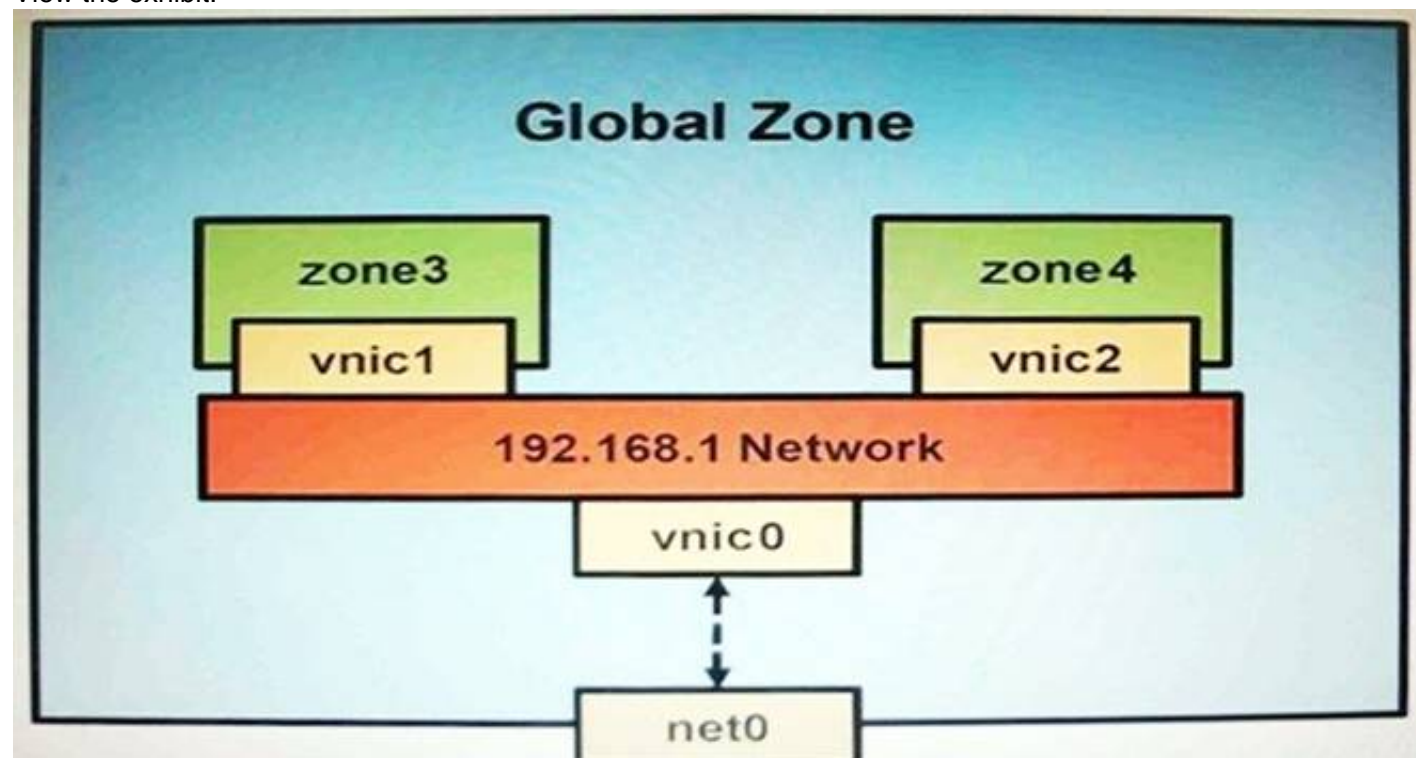 View the exhibit.
Global Zone
zone3
zone4
vnic1
vnic2
192.168.1 Network
vnic0
net0